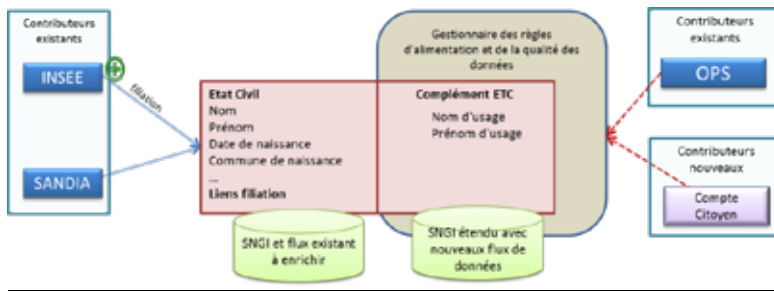 Contributeurs
existants
INSEE
SANDIA
filiation
Etat Civil
Nom
Prénom
Date de naissance
Commune de naissance
...
Liens filiation
Gestionnaire des règles
d'alimentation et de la qualité des
données
Complément ETC
Nom d'usage
Prénom d'usage
SNGI et flux existant
à enrichir
SNGI étendu avec
nouveaux flux de
données
Contributeurs
existants
OPS
Contributeurs
nouveaux
Compte
Citoyen